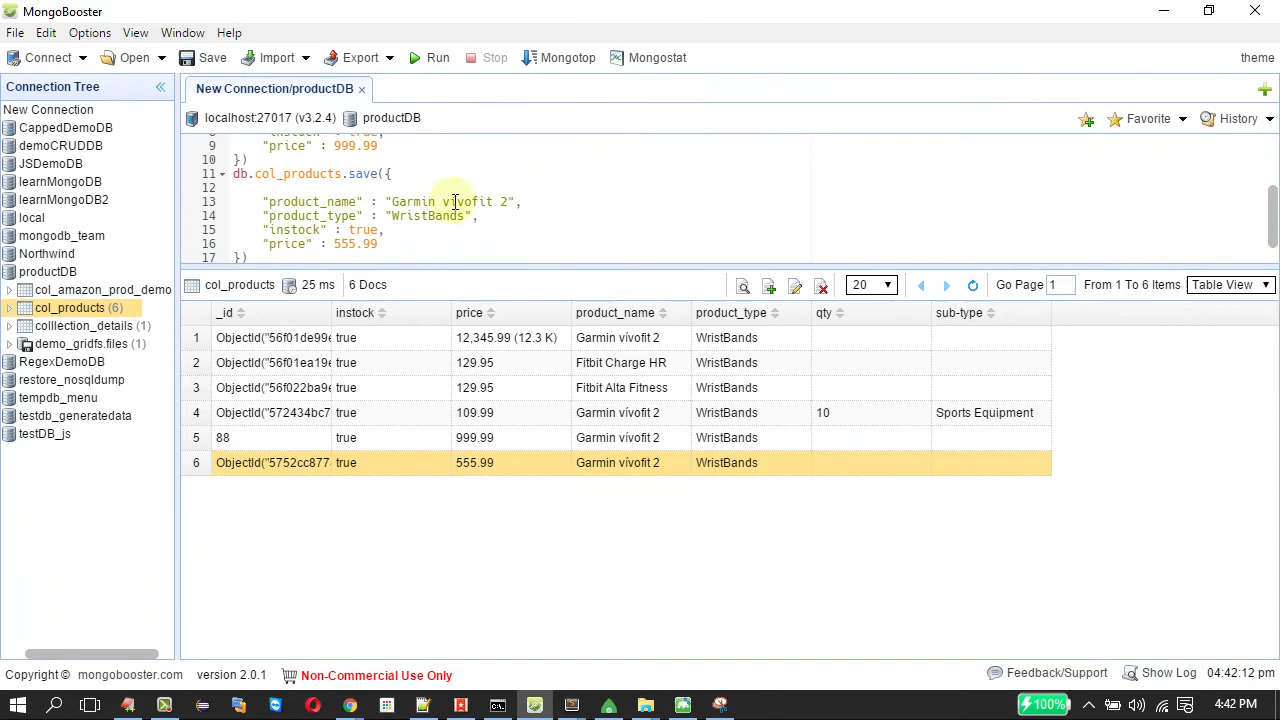 MongoBooster
File Edit Options View Window Help
Connect Open Save Import Export Run Stop Mongotop Mongostat theme
Connection Tree
New Connection/productDB ×
New Connection
localhost:27017 (v3.2.4) productDB Favorite History
CappedDemoDB
demoCRUDDB
JSDemoDB
learnMongoDB
learnMongoDB2
local
mongodb_team
Northwind
productDB
col_amazon_prod_demo
col_products (6)
colllection_details (1)
demo_gridfs.files (1)
RegexDemoDB
restore_nosqldump
tempdb_menu
testdb_generatedata
testDB_js
8 "instock" : true,
9 "price" : 999.99
10 })
11 db.col_products.save({
12
13 "product_name" : "Garmin vívofit 2",
14 "product_type" : "WristBands",
15 "instock" : true,
16 "price" : 555.99
17 })
col_products 25 ms 6 Docs 20 Go Page 1 From 1 To 6 Items Table View
_id instock price product_name product_type qty sub-type
1 ObjectId("56f01de99e true 12,345.99 (12.3 K) Garmin vívofit 2 WristBands
2 ObjectId("56f01ea19e true 129.95 Fitbit Charge HR WristBands
3 ObjectId("56f022ba9e true 129.95 Fitbit Alta Fitness WristBands
4 ObjectId("572434bc7 true 109.99 Garmin vívofit 2 WristBands 10 Sports Equipment
5 88 true 999.99 Garmin vívofit 2 WristBands
6 ObjectId("5752cc877 true 555.99 Garmin vívofit 2 WristBands
Copyright © mongobooster.com version 2.0.1 Non-Commercial Use Only Feedback/Support Show Log 04:42:12 pm
100% 4:42 PM